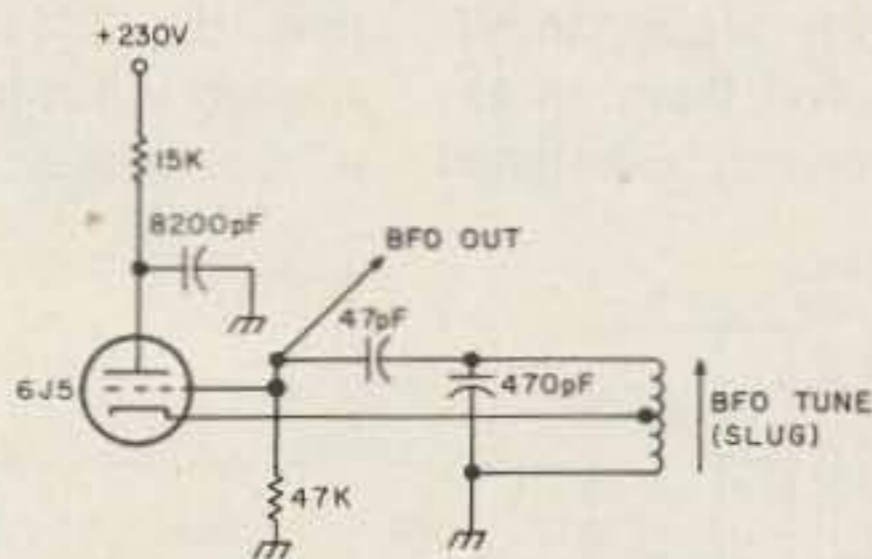 +230V
15K
8200pF
BFO OUT
47pF
6J5
470pF
BFO TUNE
(SLUG)
47K